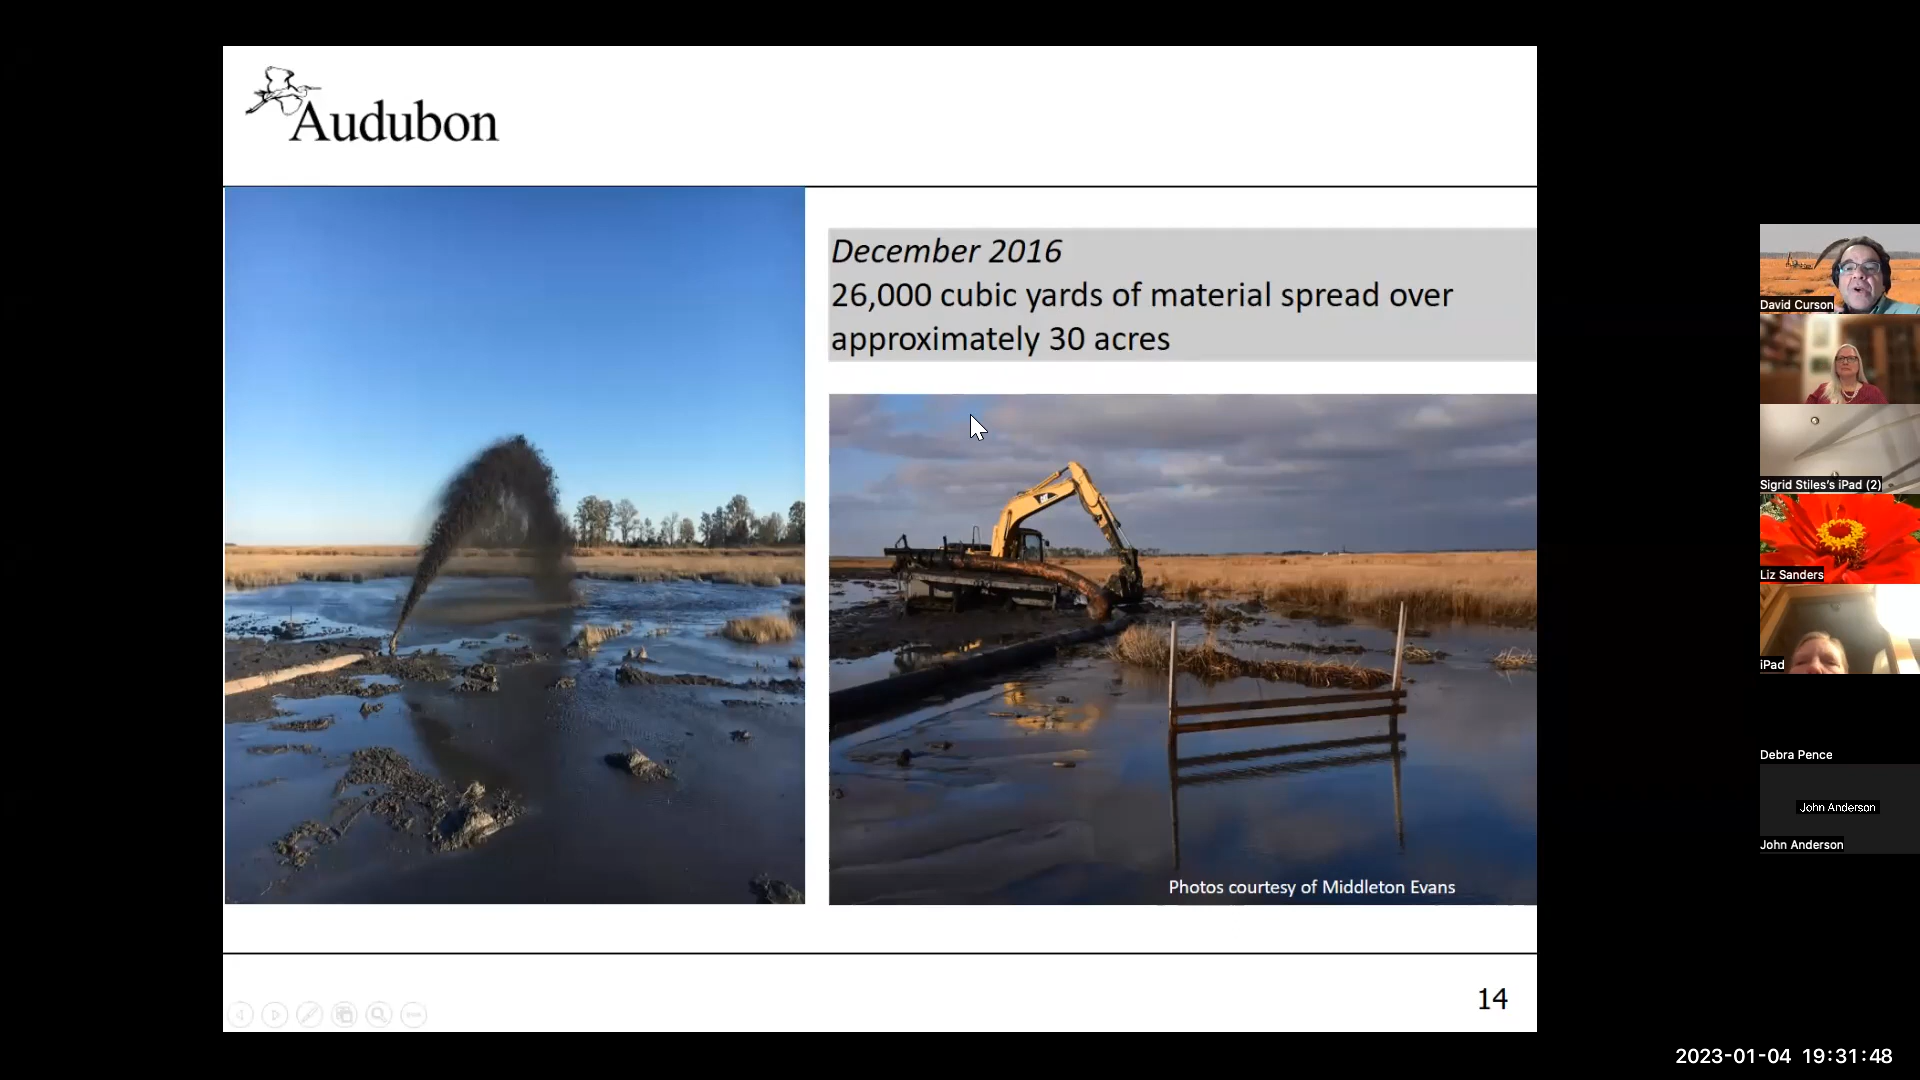 Audubon
December 2016
26,000 cubic yards of material spread over
approximately 30 acres
CAT
Photos courtesy of Middleton Evans
14
David Curson
Sigrid Stiles's iPad (2)
Liz Sanders
iPad
Debra Pence
John Anderson
John Anderson
2023-01-04 19:31:48